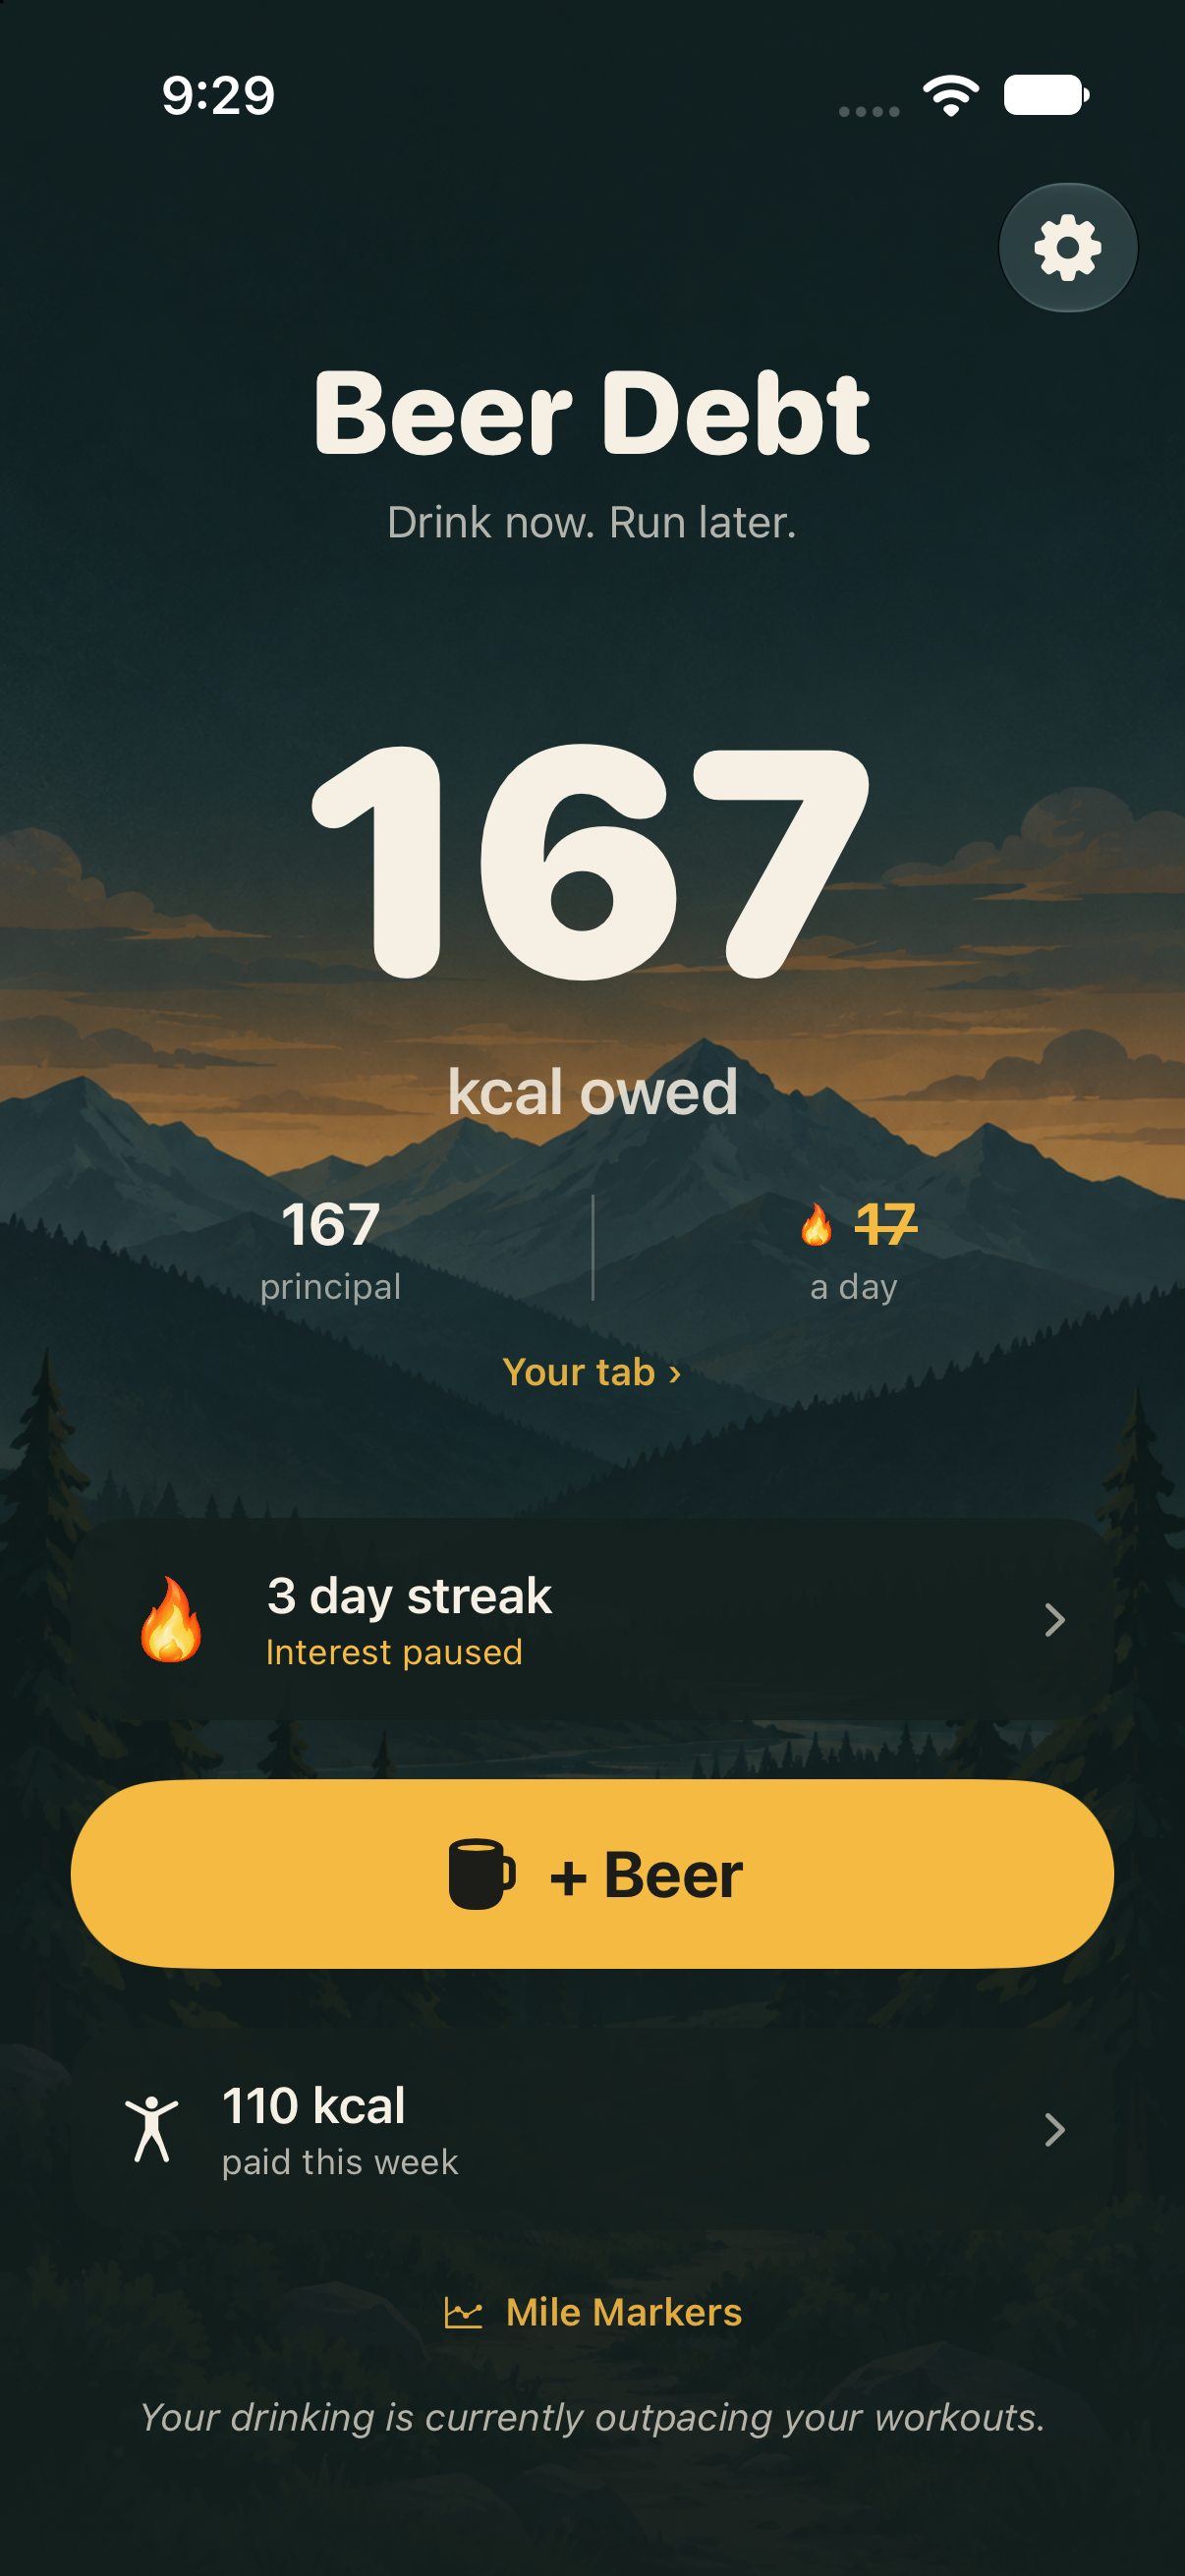 9:29
Beer Debt
Drink now. Run later.
167
kcal owed
167
🔥 17
principal
a day
Your tab ›
3 day streak
Interest paused
+ Beer
110 kcal
paid this week
Mile Markers
Your drinking is currently outpacing your workouts.